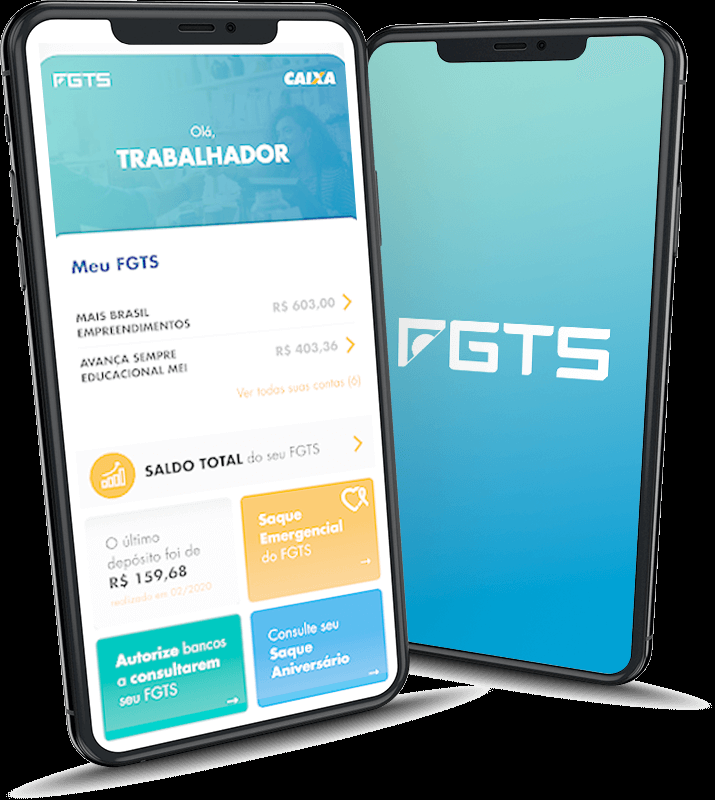 FGTS
CAIXA
Olá,
TRABALHADOR
Meu FGTS
MAIS BRASIL
EMPREENDIMENTOS
R$ 603,00
AVANÇA SEMPRE
EDUCACIONAL MEI
R$ 403,36
Ver todas suas contas (6)
SALDO TOTAL do seu FGTS
O último
depósito foi de
R$ 159,68
realizado em 02/2020
Saque
Emergencial
do FGTS
Autorize bancos
a consultarem
seu FGTS
Consulte seu
Saque
Aniversário
FGTS